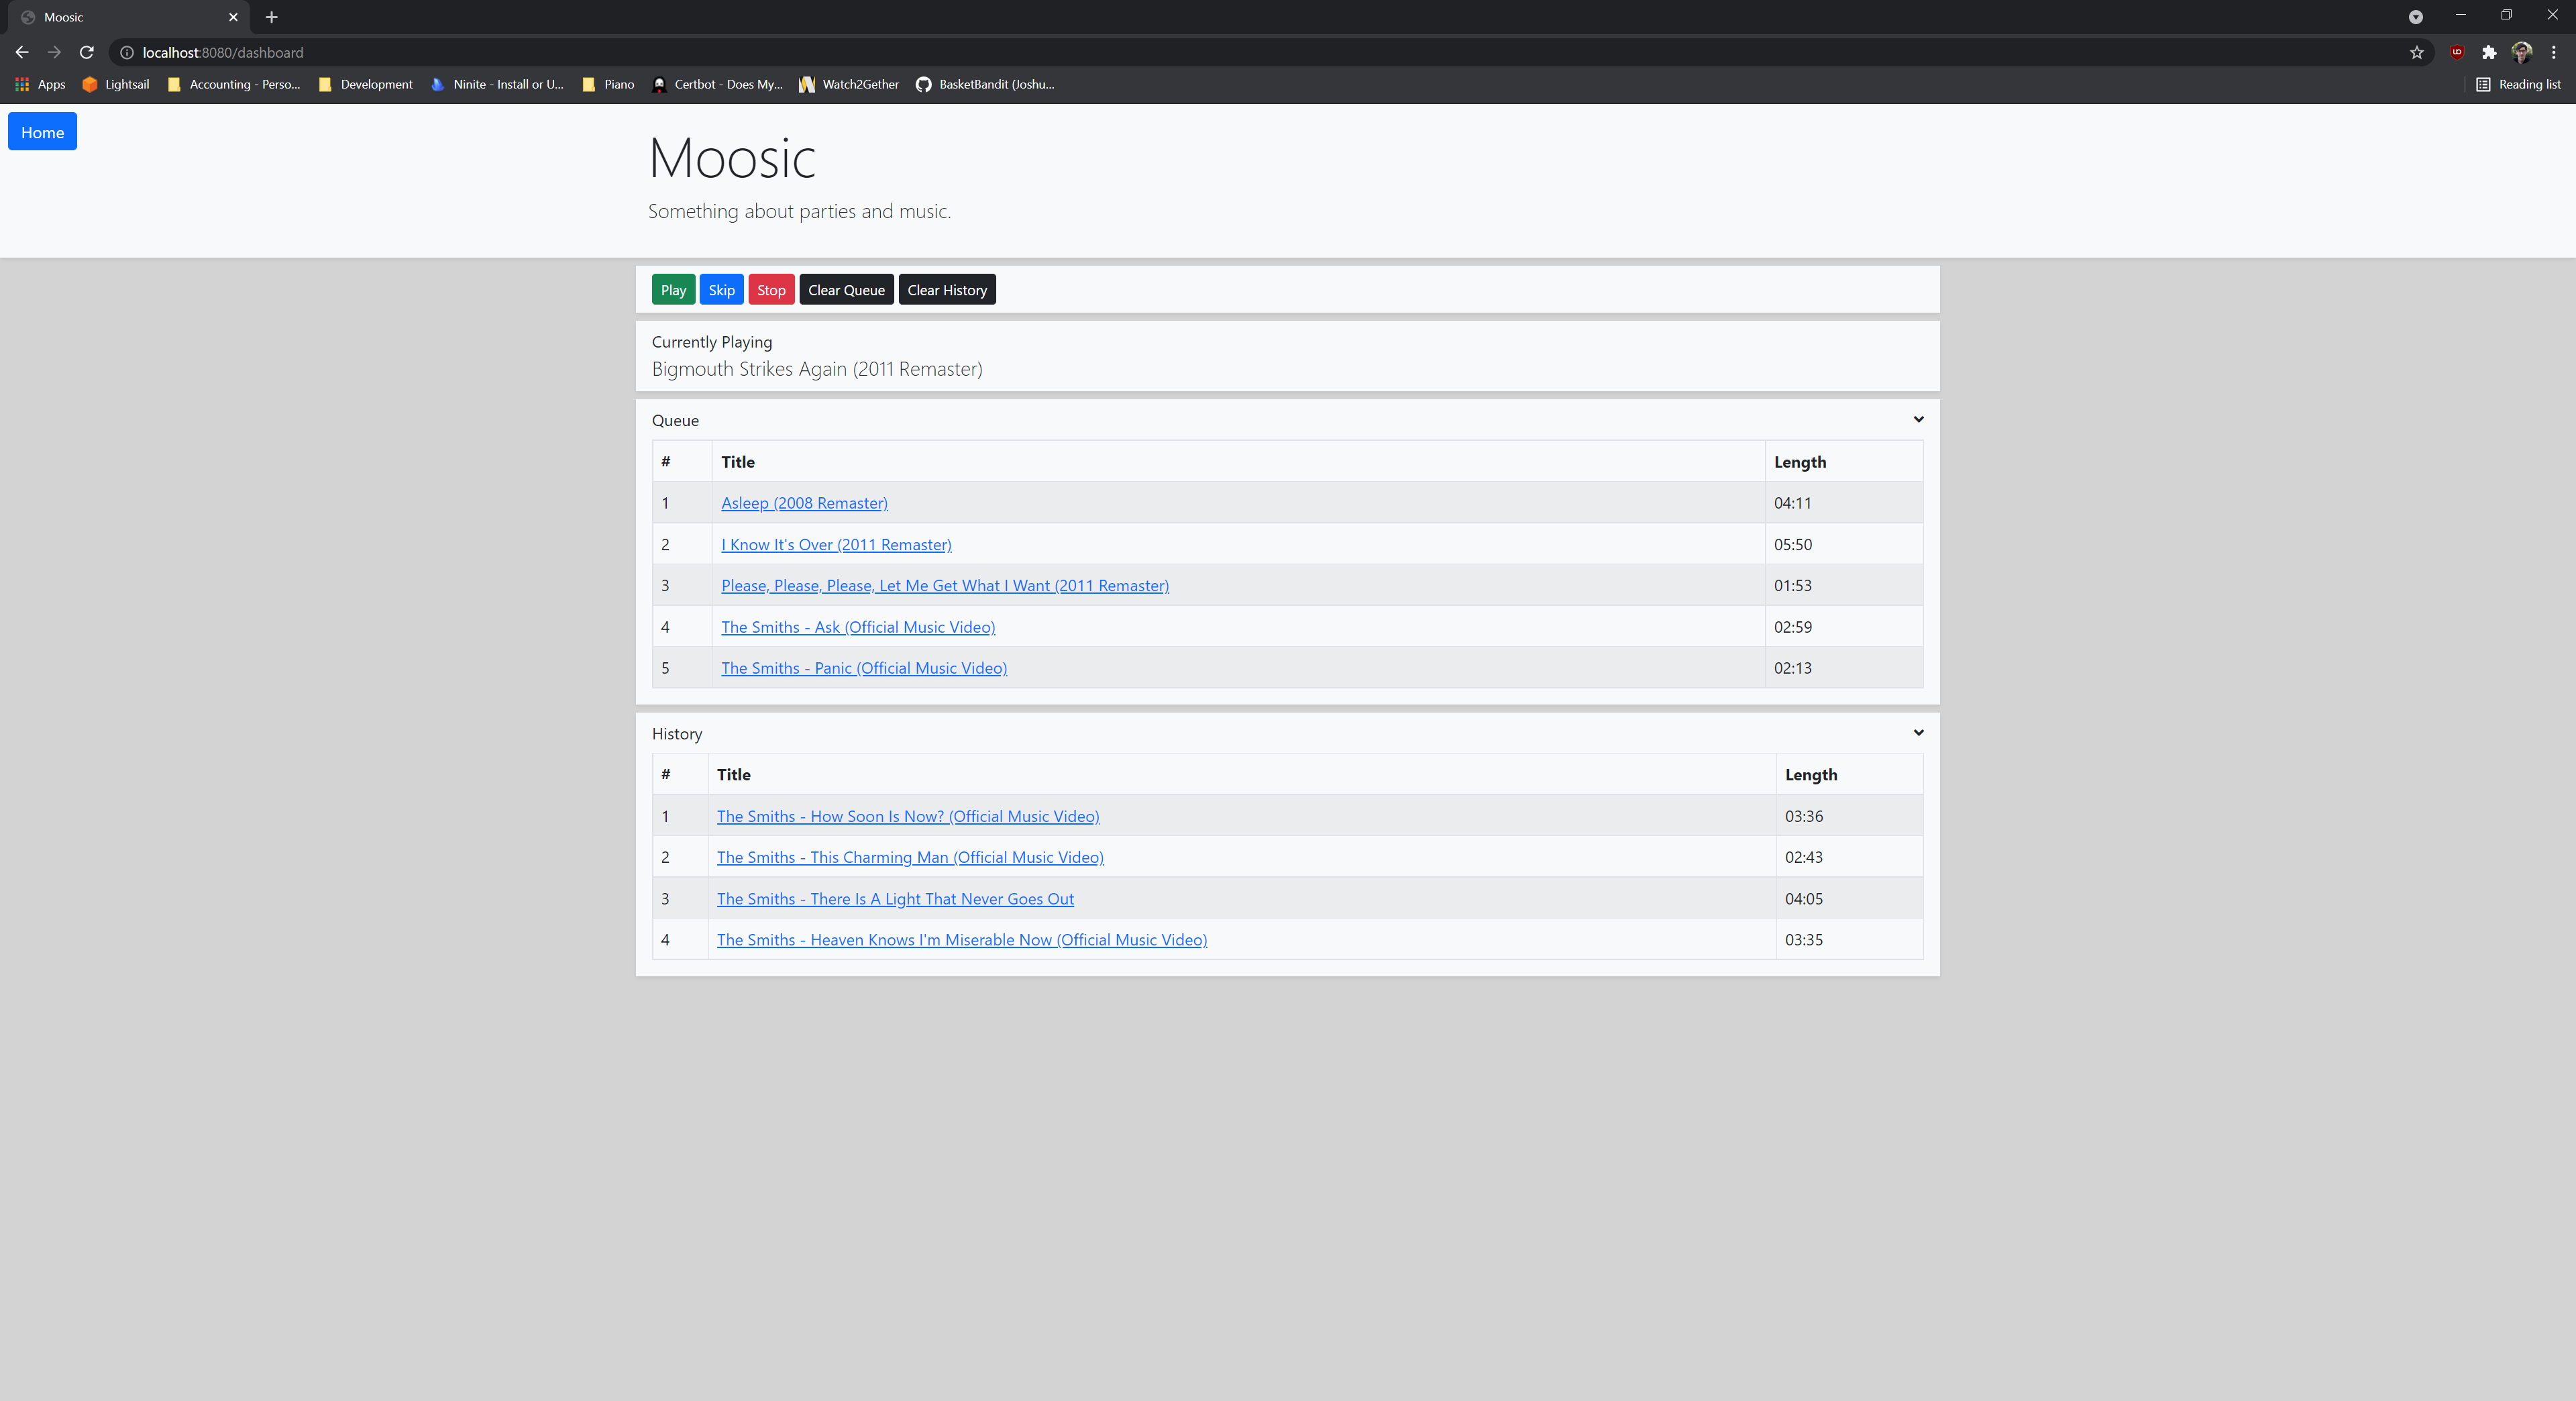 Moosic
localhost:8080/dashboard
Apps Lightsail Accounting - Perso... Development Ninite - Install or U... Piano Certbot - Does My... Watch2Gether BasketBandit (Joshu... Reading list
Home
Moosic
Something about parties and music.
Play Skip Stop Clear Queue Clear History
Currently Playing
Bigmouth Strikes Again (2011 Remaster)
Queue
# Title Length
1 Asleep (2008 Remaster) 04:11
2 I Know It's Over (2011 Remaster) 05:50
3 Please, Please, Please, Let Me Get What I Want (2011 Remaster) 01:53
4 The Smiths - Ask (Official Music Video) 02:59
5 The Smiths - Panic (Official Music Video) 02:13
History
# Title Length
1 The Smiths - How Soon Is Now? (Official Music Video) 03:36
2 The Smiths - This Charming Man (Official Music Video) 02:43
3 The Smiths - There Is A Light That Never Goes Out 04:05
4 The Smiths - Heaven Knows I'm Miserable Now (Official Music Video) 03:35